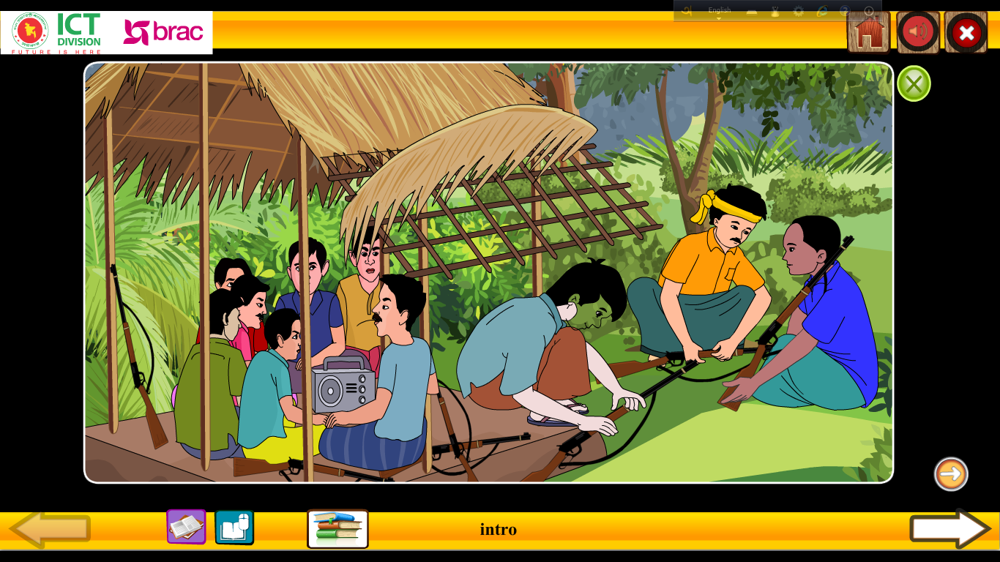 ICT
DIVISION
FUTURE IS HERE
brac
English
intro